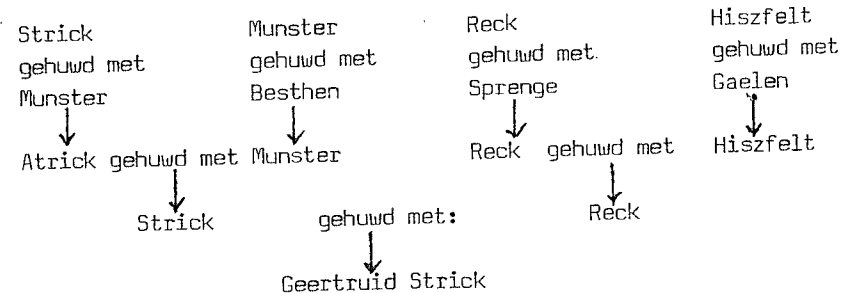 Strick Munster Reck Hiszfelt
gehuwd met gehuwd met gehuwd met. gehuwd met
Munster Besthen Sprenge Gaelen
Atrick gehuwd met Munster Reck gehuwd met Hiszfelt
Strick gehuwd met: Reck
Geertruid Strick